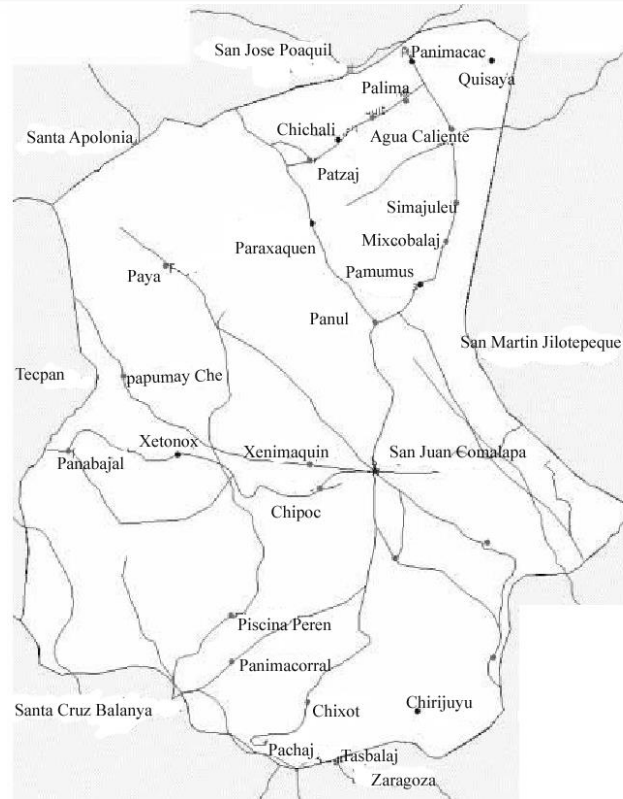 San Jose Poaquil
Panimacac
Quisaya
Palima
Santa Apolonia
Chichali
Agua Caliente
Patzaj
Simajuleu
Paraxaquen
Mixcobalaj
Paya
Pamumus
Panul
San Martin Jilotepeque
Tecpan
papumay Che
Xetonox
Xenimaquin
San Juan Comalapa
Panabajal
Chipoc
Piscina Peren
Panimacorral
Santa Cruz Balanya
Chixot
Chirijuyu
Pachaj
Tasbalaj
Zaragoza